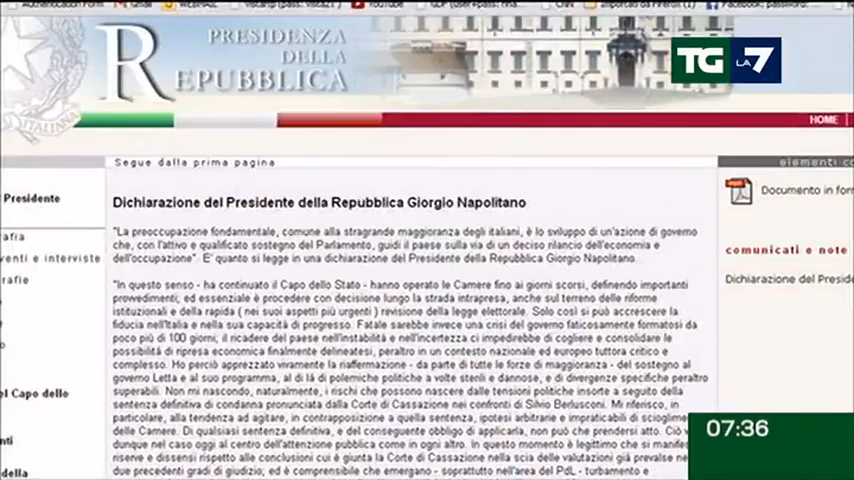 Gmail
YouTube
PRESIDENZA
DELLA
REPUBBLICA
TG LA7
ITALIANA
HOME
Segue dalla prima pagina
elementi co
Presidente
Dichiarazione del Presidente della Repubblica Giorgio Napolitano
Documento in form
"La preoccupazione fondamentale, comune alla stragrande maggioranza degli italiani, è lo sviluppo di un'azione di governo
che, con l'attivo e qualificato sostegno del Parlamento, guidi il paese sulla via di un deciso rilancio dell'economia e
dell'occupazione". E' quanto si legge in una dichiarazione del Presidente della Repubblica Giorgio Napolitano.
afia
venti e interviste
rafie
comunicati e note
Dichiarazione del Preside
"In questo senso - ha continuato il Capo dello Stato - hanno operato le Camere fino ai giorni scorsi, definendo importanti
provvedimenti; ed essenziale è procedere con decisione lungo la strada intrapresa, anche sul terreno delle riforme
istituzionali e della rapida ( nei suoi aspetti più urgenti ) revisione della legge elettorale. Solo così si può accrescere la
fiducia nell'Italia e nella sua capacità di progresso. Fatale sarebbe invece una crisi del governo faticosamente formatosi da
poco più di 100 giorni; il ricadere del paese nell'instabilità e nell'incertezza ci impedirebbe di cogliere e consolidare le
possibilità di ripresa economica finalmente delineatesi, peraltro in un contesto nazionale ed europeo tuttora critico e
complesso. Ho perciò apprezzato vivamente la riaffermazione - da parte di tutte le forze di maggioranza - del sostegno al
governo Letta e al suo programma, al di là di polemiche politiche a volte sterili e dannose, e di divergenze specifiche peraltro
superabili. Non mi nascondo, naturalmente, i rischi che possono nascere dalle tensioni politiche insorte a seguito della
sentenza definitiva di condanna pronunciata dalla Corte di Cassazione nei confronti di Silvio Berlusconi. Mi riferisco, in
particolare, alla tendenza ad agitare, in contrapposizione a quella sentenza, ipotesi arbitrarie e impraticabili di scioglime
delle Camere. Di qualsiasi sentenza definitiva, e del conseguente obbligo di applicarla, non può che prendersi atto. Ciò v
dunque nel caso oggi al centro dell'attenzione pubblica come in ogni altro. In questo momento è legittimo che si manifes
riserve e dissensi rispetto alle conclusioni cui è giunta la Corte di Cassazione nella scia delle valutazioni già prevalse ne
due precedenti gradi di giudizio; ed è comprensibile che emergano - soprattutto nell'area del PdL - turbamento e
ol Capo dello
nti
della
07:36